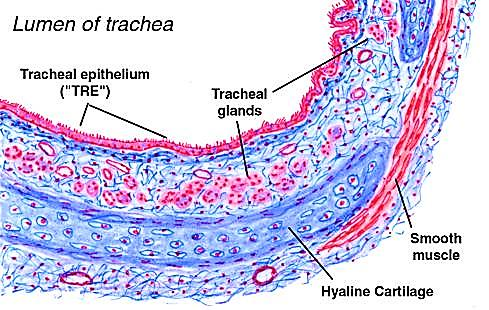 Lumen of trachea
Tracheal epithelium
("TRE")
Tracheal
glands
Smooth
muscle
Hyaline Cartilage